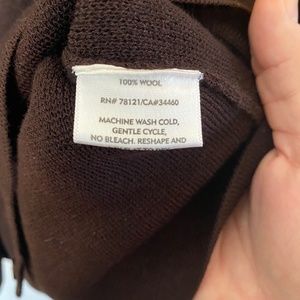 100% WOOL
RN# 78121/CA#34460
MACHINE WASH COLD,
GENTLE CYCLE,
NO BLEACH. RESHAPE AND